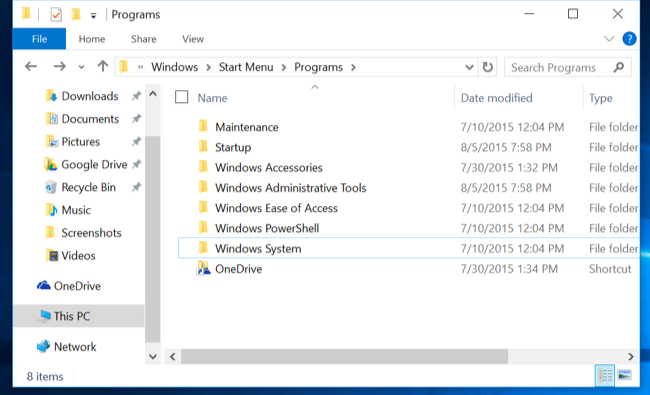 Programs
File Home Share View
« Windows > Start Menu > Programs > Search Programs
Downloads
Documents
Pictures
Google Drive
Recycle Bin
Music
Screenshots
Videos
OneDrive
This PC
Network
Name Date modified Type
Maintenance 7/10/2015 12:04 PM File folder
Startup 8/5/2015 7:58 PM File folder
Windows Accessories 7/30/2015 1:32 PM File folder
Windows Administrative Tools 8/5/2015 7:58 PM File folder
Windows Ease of Access 7/10/2015 12:04 PM File folder
Windows PowerShell 7/10/2015 12:04 PM File folder
Windows System 7/10/2015 12:04 PM File folder
OneDrive 7/30/2015 1:34 PM Shortcut
8 items